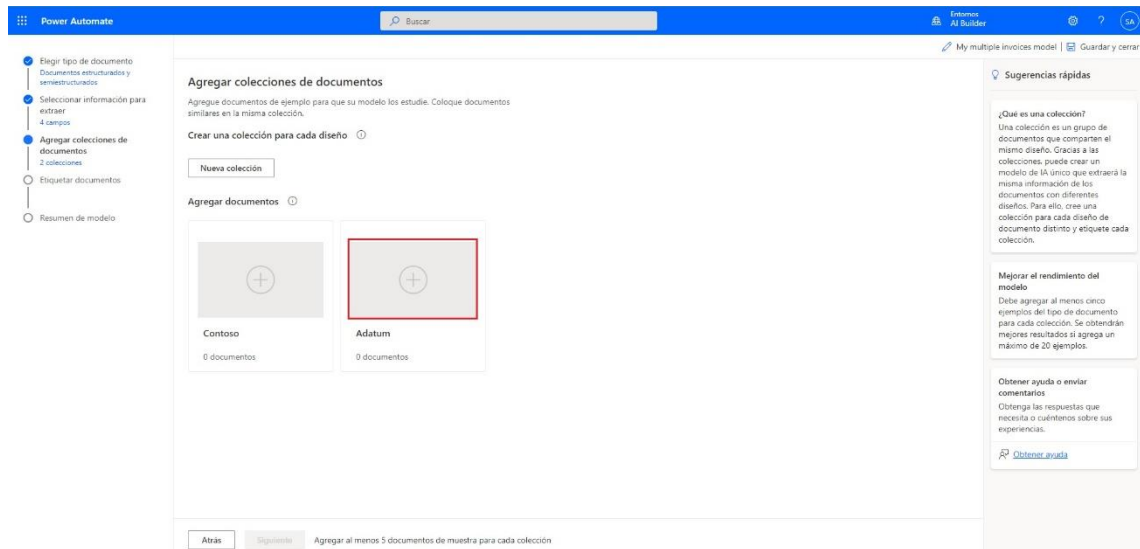 Power Automate
Buscar
Entornos
AI Builder
SA
My multiple invoices model | Guardar y cerrar
Elegir tipo de documento
Documentos estructurados y
semiestructurados
Seleccionar información para
extraer
4 campos
Agregar colecciones de
documentos
2 colecciones
Etiquetar documentos
Resumen de modelo
Agregar colecciones de documentos
Agregue documentos de ejemplo para que su modelo los estudie. Coloque documentos
similares en la misma colección.
Crear una colección para cada diseño
Nueva colección
Agregar documentos
Contoso
0 documentos
Adatum
0 documentos
Atrás
Siguiente
Agregar al menos 5 documentos de muestra para cada colección
Sugerencias rápidas
¿Qué es una colección?
Una colección es un grupo de
documentos que comparten el
mismo diseño. Gracias a las
colecciones, puede crear un
modelo de IA único que extraerá la
misma información de los
documentos con diferentes
diseños. Para ello, cree una
colección para cada diseño de
documento distinto y etiquete cada
colección.
Mejorar el rendimiento del
modelo
Debe agregar al menos cinco
ejemplos del tipo de documento
para cada colección. Se obtendrán
mejores resultados si agrega un
máximo de 20 ejemplos.
Obtener ayuda o enviar
comentarios
Obtenga las respuestas que
necesita o cuéntenos sobre sus
experiencias.
Obtener ayuda